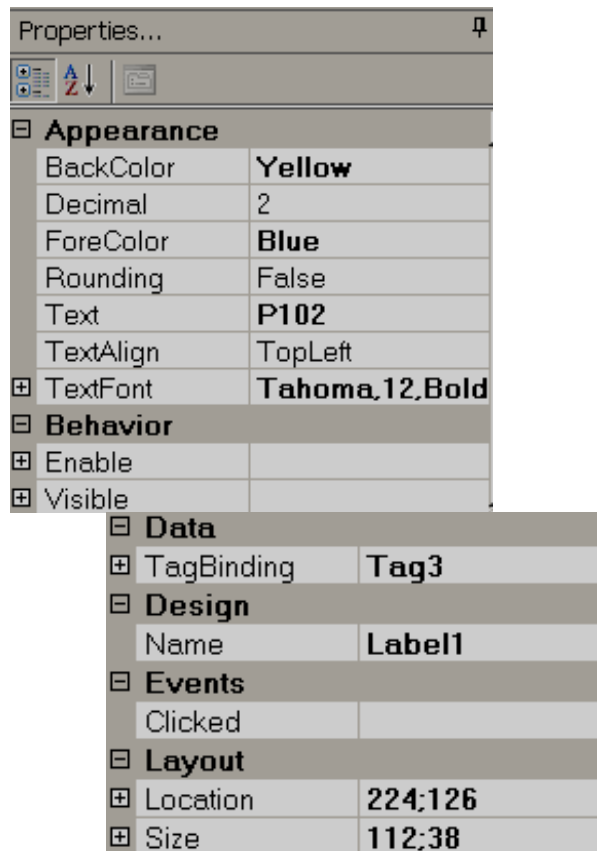 Properties...
Appearance
BackColor Yellow
Decimal 2
ForeColor Blue
Rounding False
Text P102
TextAlign TopLeft
TextFont Tahoma,12,Bold
Behavior
Enable
Visible
Data
TagBinding Tag3
Design
Name Label1
Events
Clicked
Layout
Location 224;126
Size 112;38